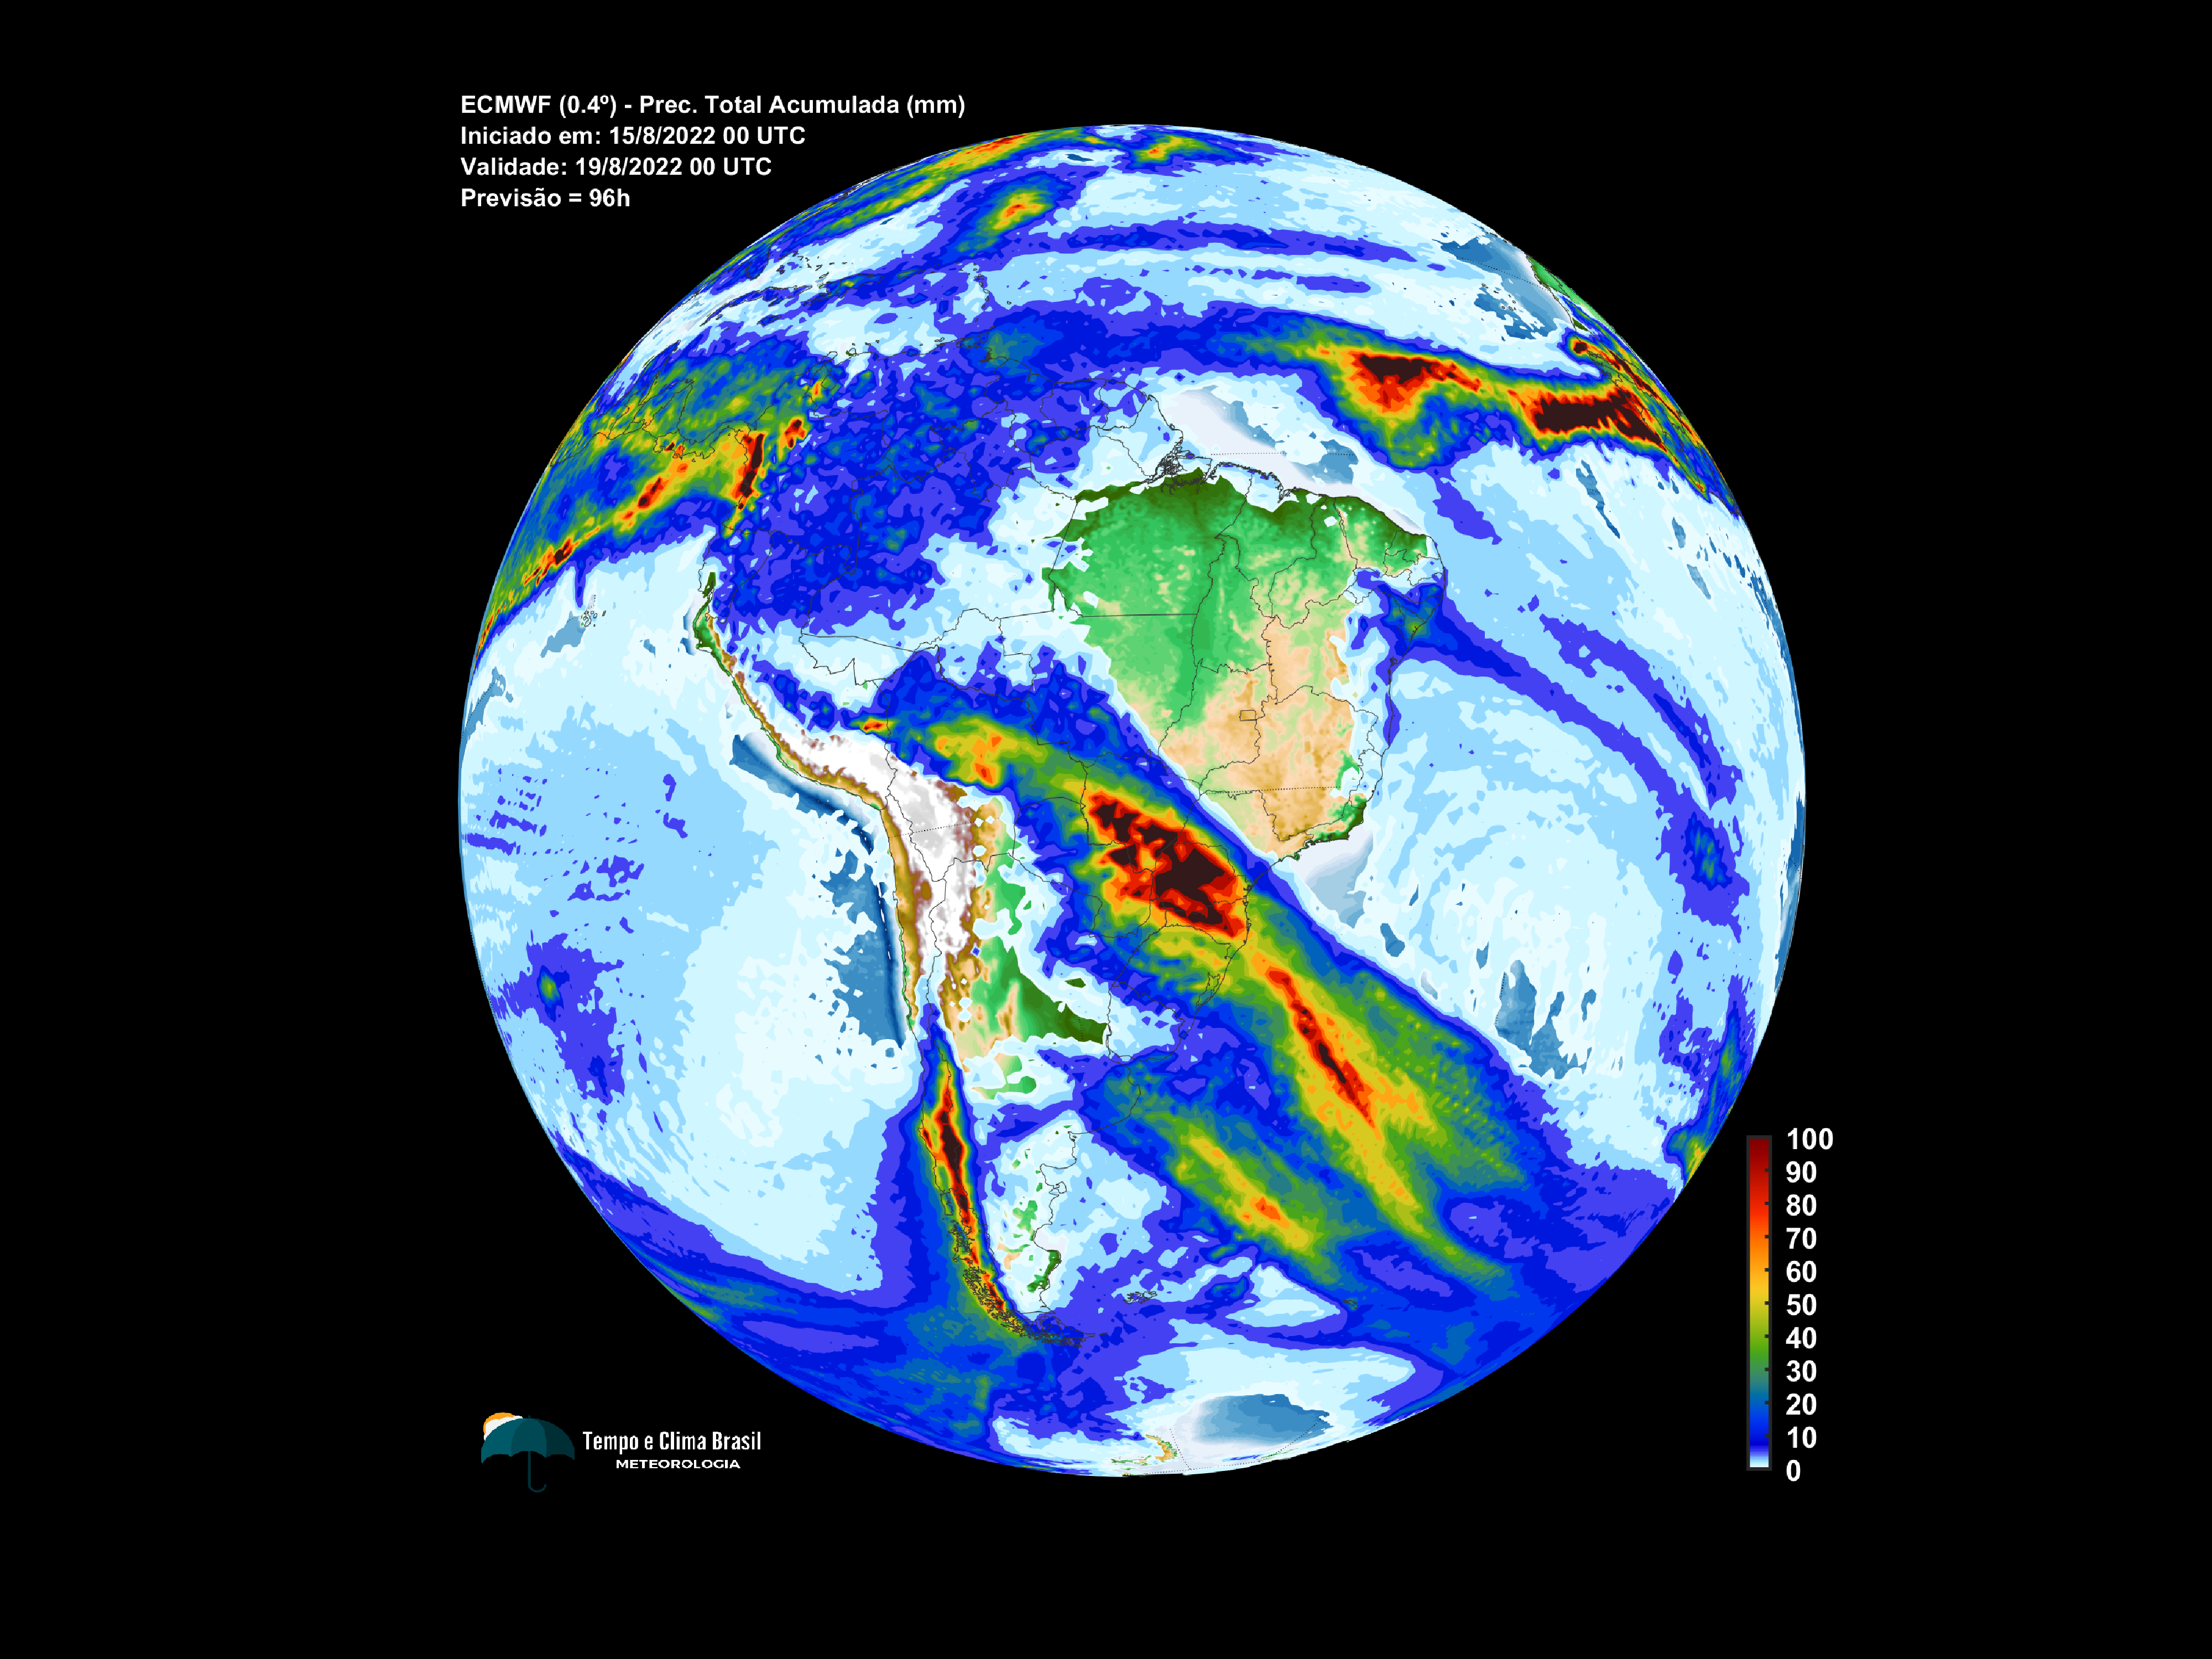 ECMWF (0.4º) - Prec. Total Acumulada (mm)
Iniciado em: 15/8/2022 00 UTC
Validade: 19/8/2022 00 UTC
Previsão = 96h
100
90
80
70
60
50
40
30
20
10
0
Tempo e Clima Brasil
METEOROLOGIA